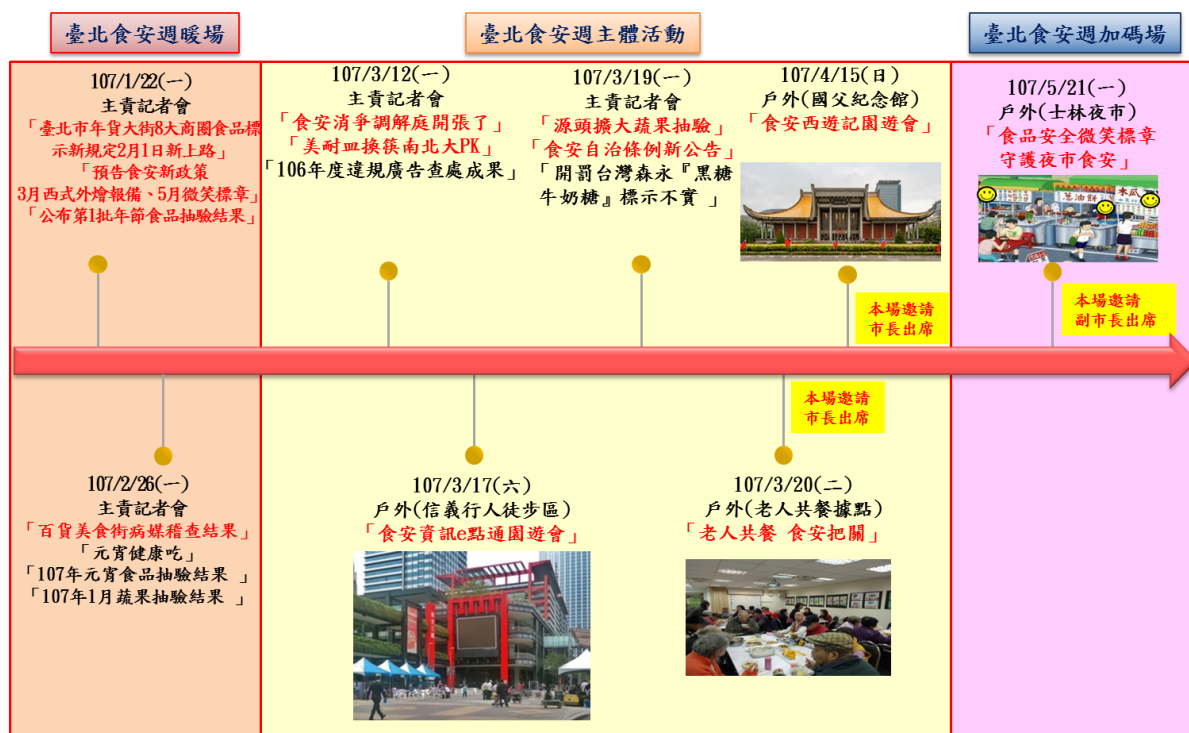 臺北食安週暖場
臺北食安週主體活動
臺北食安週加碼場
107/1/22(一)
主責記者會
「臺北市年貨大街8大商圈食品標
示新規定2月1日新上路」
「預告食安新政策
3月西式外燴報備、5月微笑標章」
「公布第1批年節食品抽驗結果」
107/3/12(一)
主責記者會
「食安消爭調解庭開張了」
「美耐皿換筷南北大PK」
「106年度違規廣告查處成果」
107/3/19(一)
主責記者會
「源頭擴大蔬果抽驗」
「食安自治條例新公告」
「開罰台灣森永『黑糖
牛奶糖』標示不實 」
107/4/15(日)
戶外(國父紀念館)
「食安西遊記園遊會」
本場邀請
市長出席
107/5/21(一)
戶外(士林夜市)
「食品安全微笑標章
守護夜市食安」
蔥油餅
木瓜
本場邀請
副市長出席
107/2/26(一)
主責記者會
「百貨美食街病媒稽查結果」
「元宵健康吃」
「107年元宵食品抽驗結果 」
「107年1月蔬果抽驗結果 」
107/3/17(六)
戶外(信義行人徒步區)
「食安資訊e點通園遊會」
本場邀請
市長出席
107/3/20(二)
戶外(老人共餐據點)
「老人共餐 食安把關」